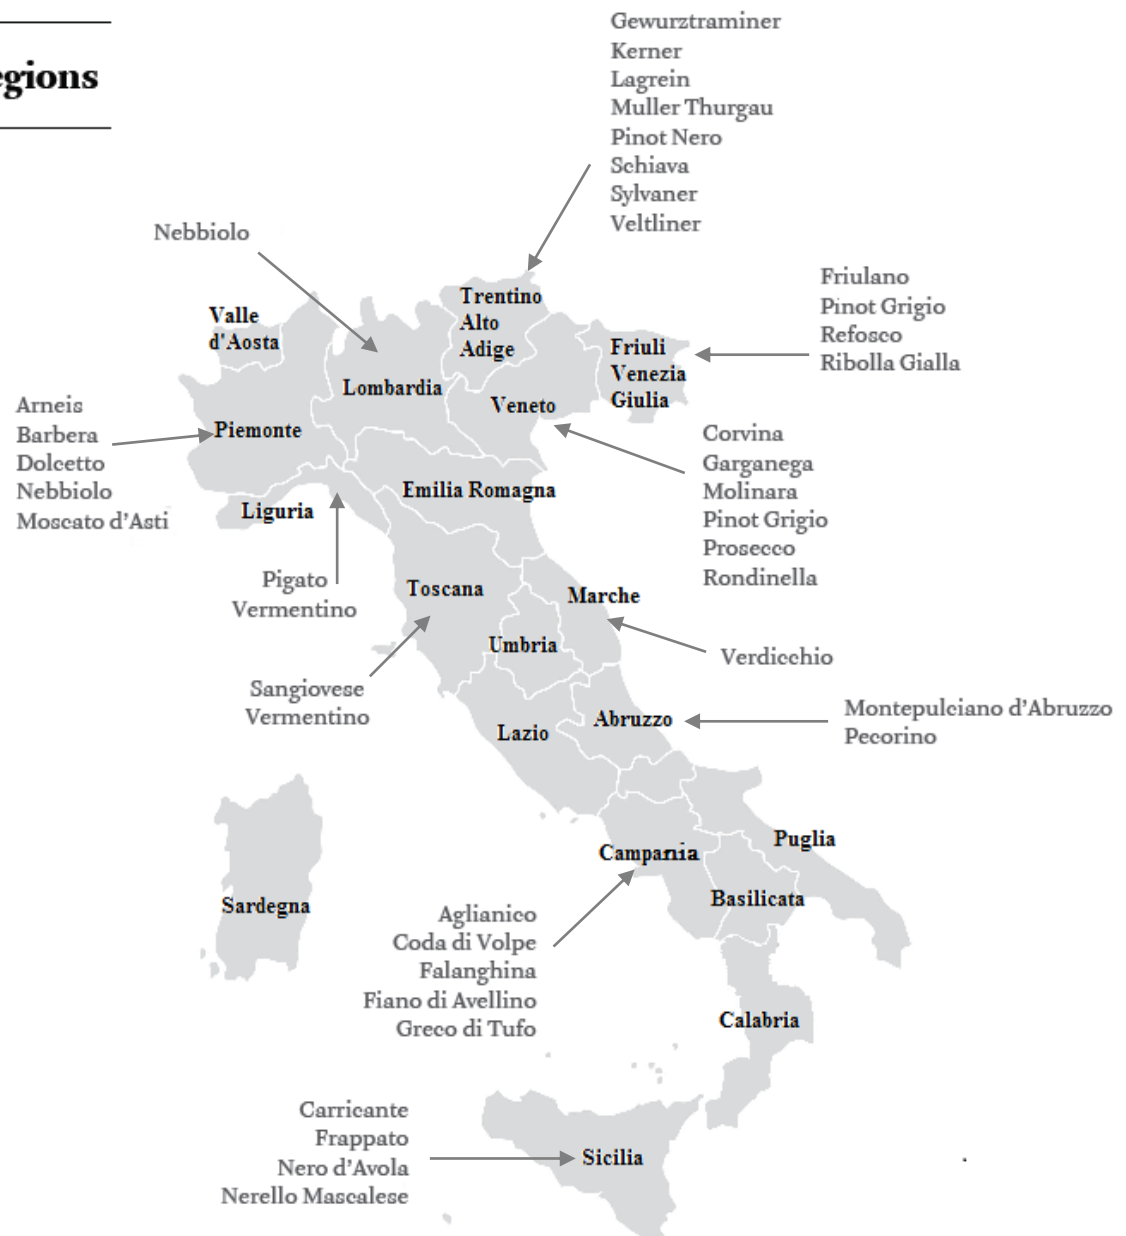 egions
Gewurztraminer
Kerner
Lagrein
Muller Thurgau
Pinot Nero
Schiava
Sylvaner
Veltliner
Nebbiolo
Friulano
Pinot Grigio
Refosco
Ribolla Gialla
Valle
d'Aosta
Trentino
Alto
Adige
Friuli
Venezia
Giulia
Lombardia
Veneto
Arneis
Barbera
Dolcetto
Nebbiolo
Moscato d'Asti
Piemonte
Corvina
Garganega
Molinara
Pinot Grigio
Prosecco
Rondinella
Emilia Romagna
Liguria
Pigato
Vermentino
Toscana
Marche
Umbria
Verdicchio
Sangiovese
Vermentino
Abruzzo
Montepulciano d'Abruzzo
Pecorino
Lazio
Puglia
Campania
Basilicata
Sardegna
Aglianico
Coda di Volpe
Falanghina
Fiano di Avellino
Greco di Tufo
Calabria
Carricante
Frappato
Nero d'Avola
Nerello Mascalese
Sicilia